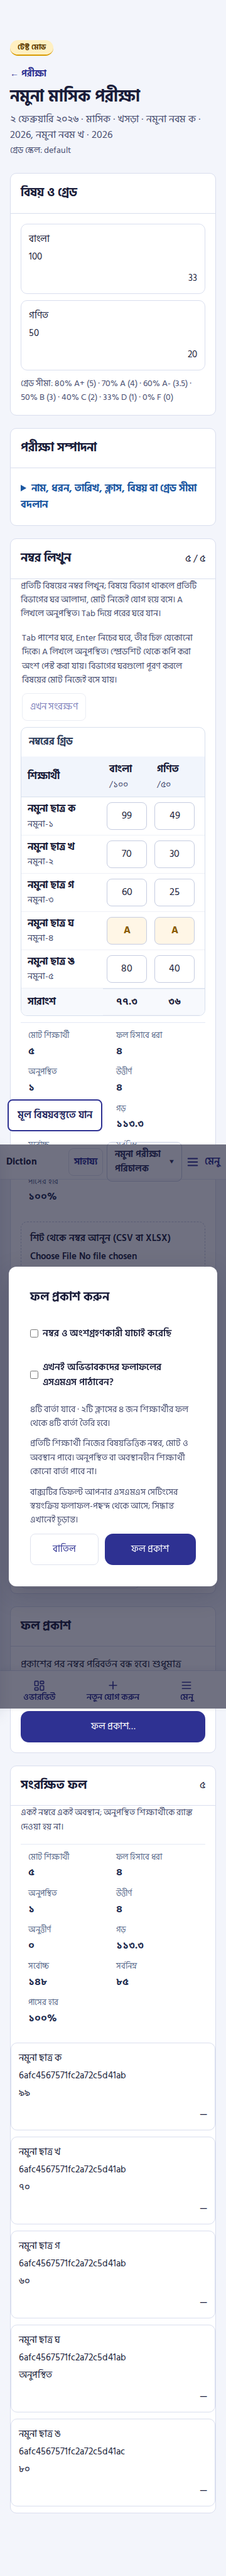 টেস্ট মোড
← পরীক্ষা
নমুনা মাসিক পরীক্ষা
২ ফেব্রুয়ারি ২০২৬ · মাসিক · খসড়া · নমুনা নবম ক ·
2026, নমুনা নবম খ · 2026
গ্রেড স্কেল: default
বিষয় ও গ্রেড
বাংলা
100
33
গণিত
50
20
গ্রেড সীমা: 80% A+ (5) · 70% A (4) · 60% A- (3.5) ·
50% B (3) · 40% C (2) · 33% D (1) · 0% F (0)
পরীক্ষা সম্পাদনা
▶ নাম, ধরন, তারিখ, ক্লাস, বিষয় বা গ্রেড সীমা
বদলান
নম্বর লিখুন
৫ / ৫
প্রতিটি বিষয়ের নম্বর লিখুন; বিষয়ে বিভাগ থাকলে প্রতিটি
বিভাগের ঘর আলাদা, মোট নিজেই যোগ হয়ে বসে। A
লিখলে অনুপস্থিত। Tab দিয়ে পরের ঘরে যান।
Tab পাশের ঘরে, Enter নিচের ঘরে, তীর চিহ্ন যেকোনো
দিকে। A লিখলে অনুপস্থিত। স্প্রেডশিট থেকে কপি করা
অংশ পেস্ট করা যায়। বিভাগের ঘরগুলো পূরণ করলে
বিষয়ের মোট নিজেই বসে যায়।
এখন সংরক্ষণ
নম্বরের গ্রিড
শিক্ষার্থী
বাংলা
/১০০
গণিত
/৫০
নমুনা ছাত্র ক
নমুনা-১
99
49
নমুনা ছাত্র খ
নমুনা-২
70
30
নমুনা ছাত্র গ
নমুনা-৩
60
25
নমুনা ছাত্র ঘ
নমুনা-৪
A
A
নমুনা ছাত্র ঙ
নমুনা-৫
80
40
সারাংশ
৭৭.৩
৩৬
মোট শিক্ষার্থী
ফল হিসাবে ধরা
৫
৪
অনুপস্থিত
উত্তীর্ণ
১
৪
মূল বিষয়বস্তুতে যান
গড়
১১৩.৩
Diction
সাহায্য
নমুনা পরীক্ষা
পরিচালক
মেনু
পাসের হার
১০০%
শিট থেকে নম্বর আনুন (CSV বা XLSX)
Choose File No file chosen
ফল প্রকাশ করুন
নম্বর ও অংশগ্রহণকারী যাচাই করেছি
এখনই অভিভাবকদের ফলাফলের
এসএমএস পাঠাবেন?
৪টি বার্তা যাবে · ২টি ক্লাসের ৪ জন শিক্ষার্থীর ফল
থেকে ৪টি বার্তা তৈরি হবে।
প্রতিটি শিক্ষার্থী নিজের বিষয়ভিত্তিক নম্বর, মোট ও
অবস্থান পাবে। অনুপস্থিত বা অবস্থানহীন শিক্ষার্থী
কোনো বার্তা পাবে না।
বাক্সটির ডিফল্ট আপনার এসএমএস সেটিংসের
স্বয়ংক্রিয় ফলাফল-পছন্দ থেকে আসে, সিদ্ধান্ত
এখানেই চূড়ান্ত।
বাতিল
ফল প্রকাশ
ফল প্রকাশ
প্রকাশের পর নম্বর পরিবর্তন বন্ধ হবে। শুধুমাত্র
ওভারভিউ
নতুন যোগ করুন
মেনু
ফল প্রকাশ...
সংরক্ষিত ফল
৫
একই নম্বরে একই অবস্থান; অনুপস্থিত শিক্ষার্থীকে র‍্যাঙ্ক
দেওয়া হয় না।
মোট শিক্ষার্থী
ফল হিসাবে ধরা
৫
৪
অনুপস্থিত
উত্তীর্ণ
১
৪
অনুত্তীর্ণ
গড়
০
১১৩.৩
সর্বোচ্চ
সর্বনিম্ন
১৪৮
৮৫
পাসের হার
১০০%
নমুনা ছাত্র ক
6afc4567571fc2a72c5d41ab
৯৯
—
নমুনা ছাত্র খ
6afc4567571fc2a72c5d41ab
৭০
—
নমুনা ছাত্র গ
6afc4567571fc2a72c5d41ab
৬০
—
নমুনা ছাত্র ঘ
6afc4567571fc2a72c5d41ab
অনুপস্থিত
—
নমুনা ছাত্র ঙ
6afc4567571fc2a72c5d41ac
৮০
—